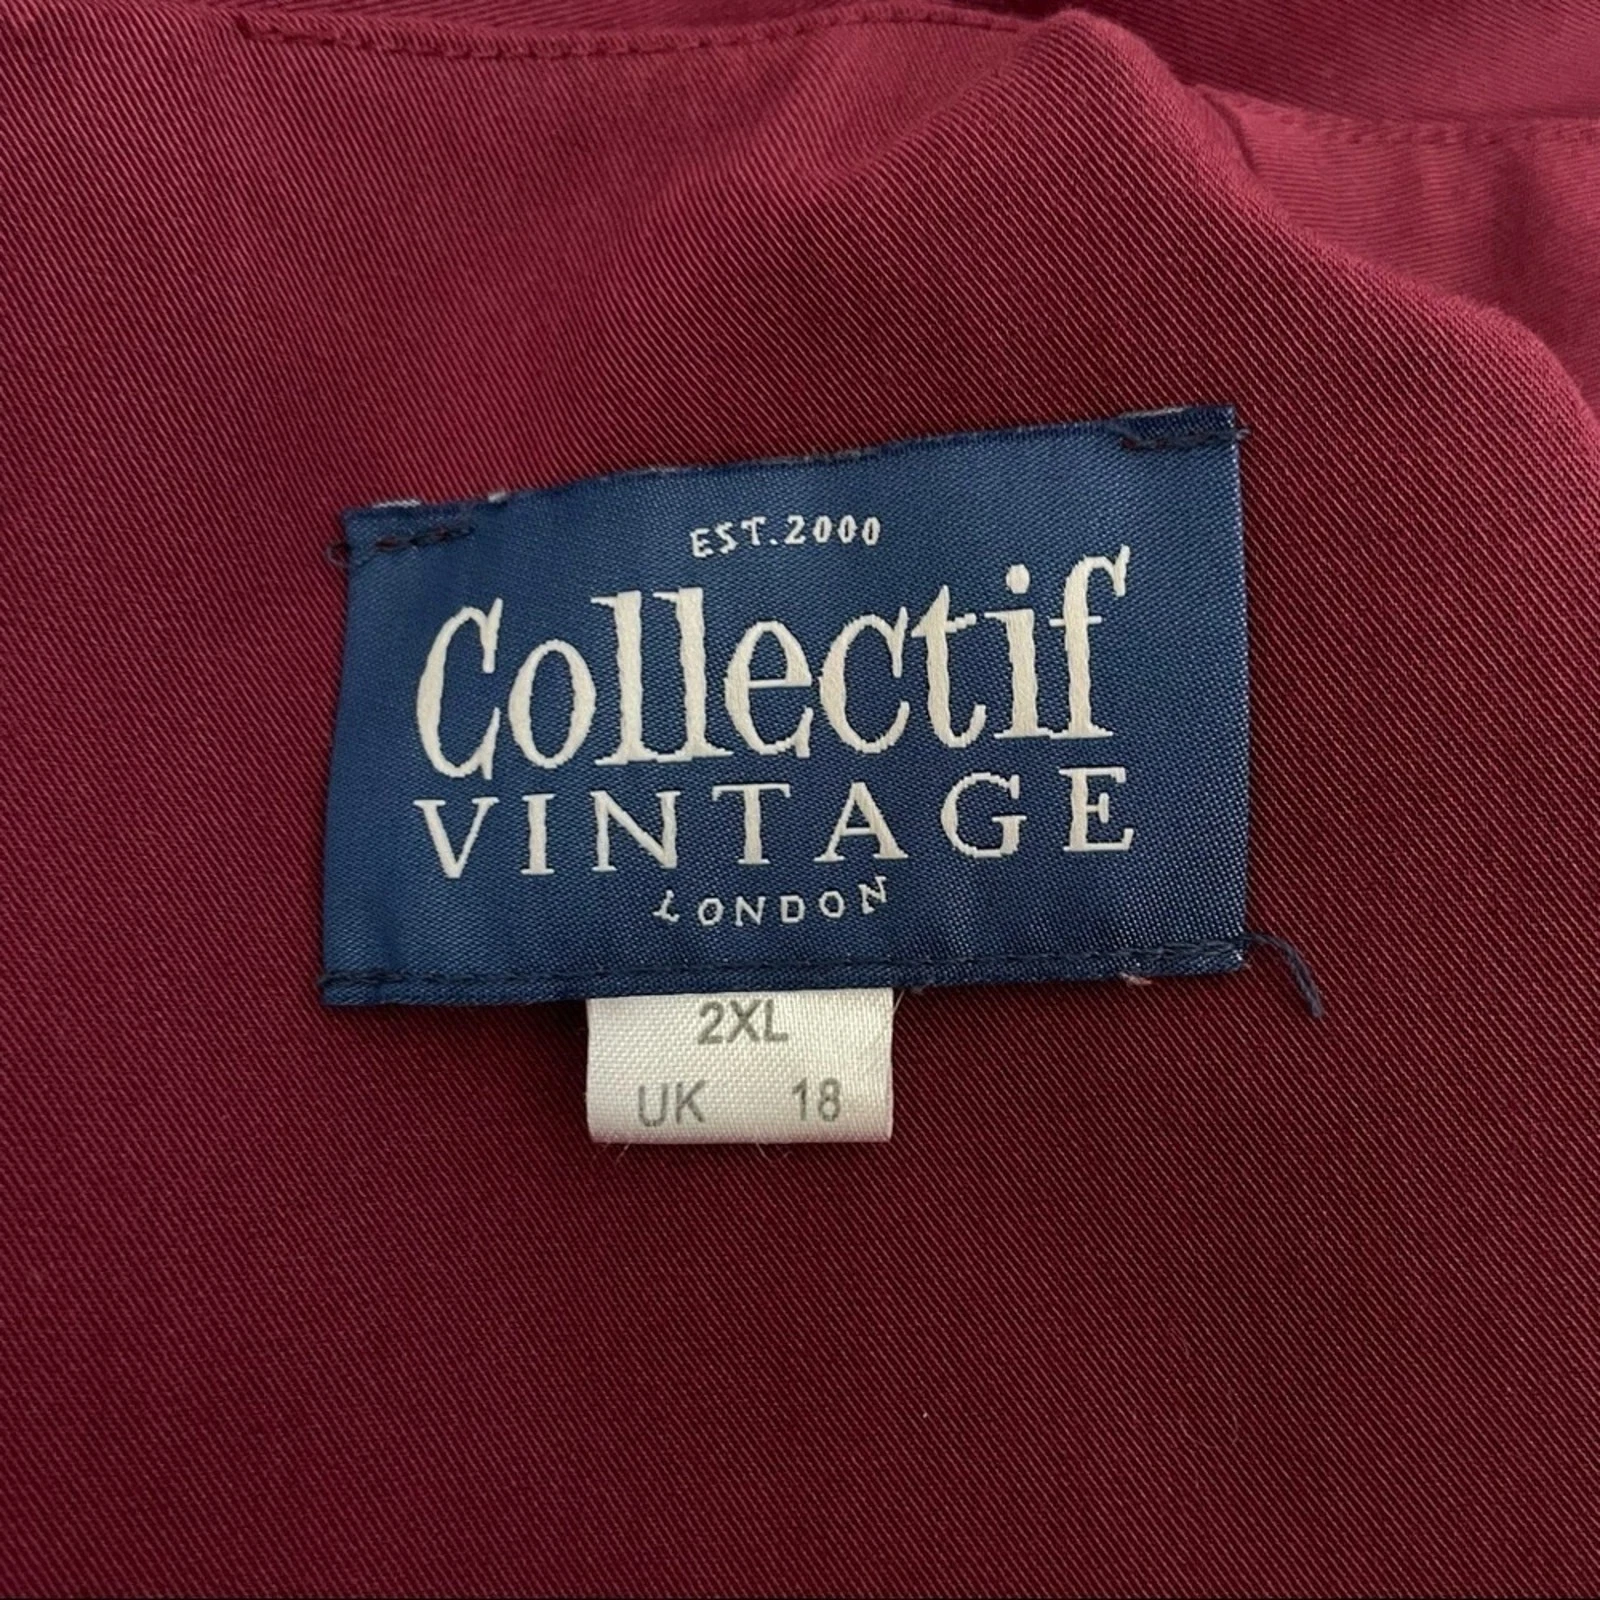 EST.2000
Collectif
VINTAGE
LONDON
2XL
UK 18